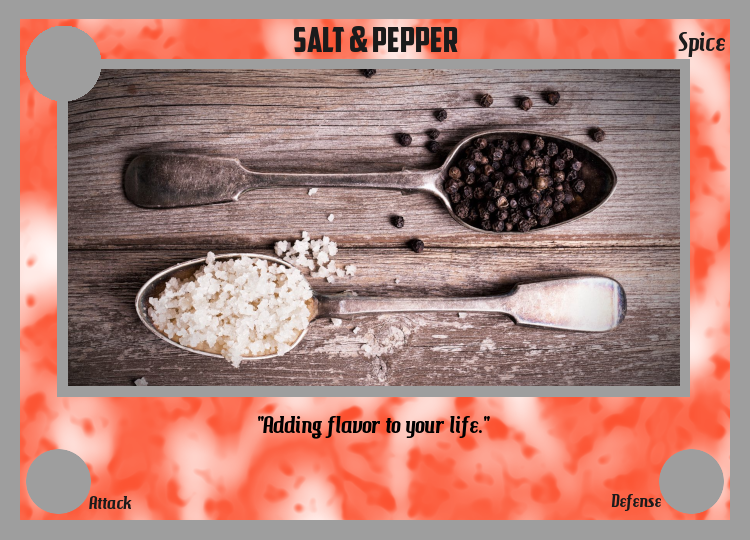 SALT & PEPPER
Spice
"Adding flavor to your life."
Attack
Defense